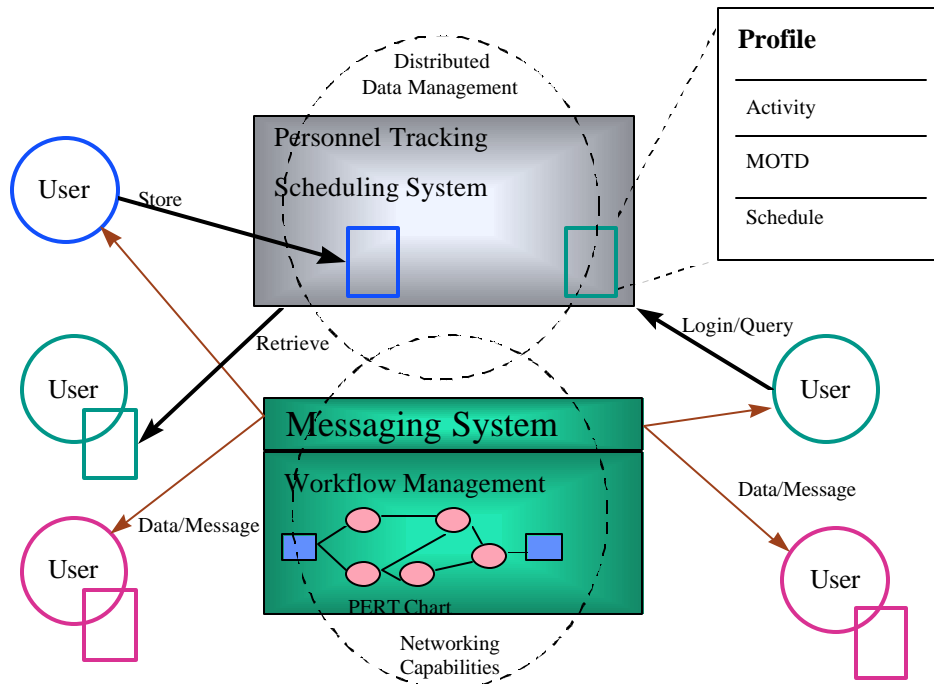 Distributed
Data Management
Profile
Activity
MOTD
Schedule
Personnel Tracking
Scheduling System
User
Store
Retrieve
Login/Query
User
User
Messaging System
Workflow Management
Data/Message
Data/Message
User
User
PERT Chart
Networking
Capabilities